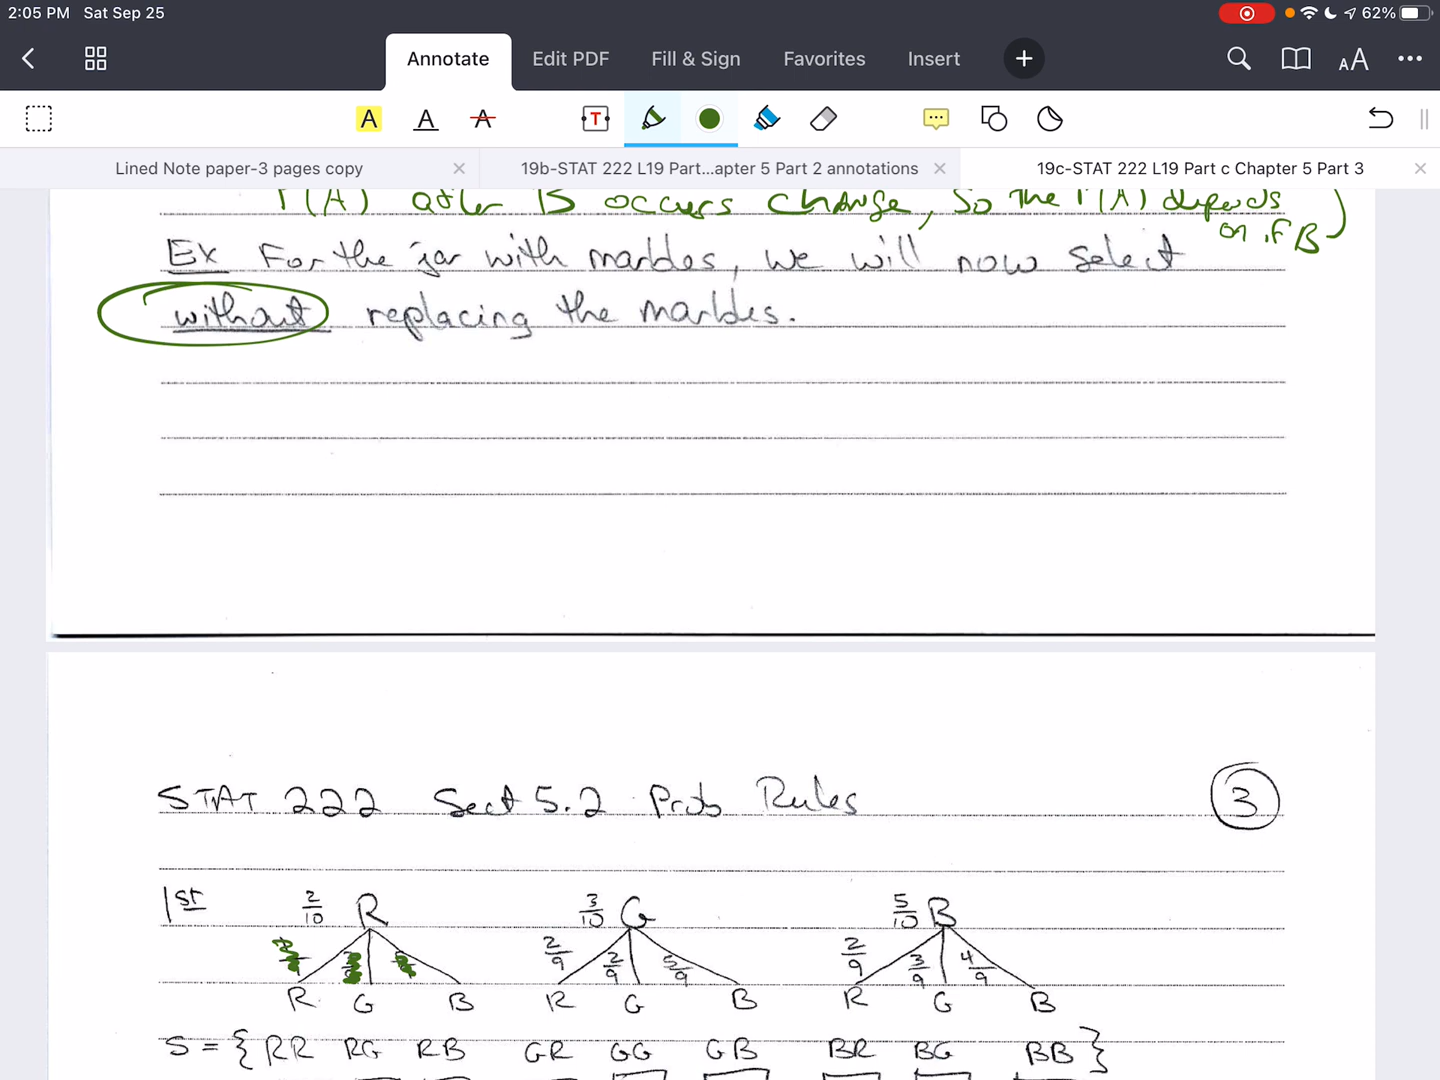 2:05 PM Sat Sep 25 62%
Annotate Edit PDF Fill & Sign Favorites Insert
A A A T AA
Lined Note paper-3 pages copy 19b-STAT 222 L19 Part...apter 5 Part 2 annotations 19c-STAT 222 L19 Part c Chapter 5 Part 3
P(A) after B occurs change, so the P(A) depends
on if B
Ex For the jar with marbles, we will now select
without replacing the marbles.
STAT 222 Sect 5.2 Prob Rules 3
1st 2/10 R 3/10 G 5/10 B
2/9 2/9 5/9 2/9 3/9 4/9
R G B R G B R G B
S = { RR RG RB GR GG GB BR BG BB }